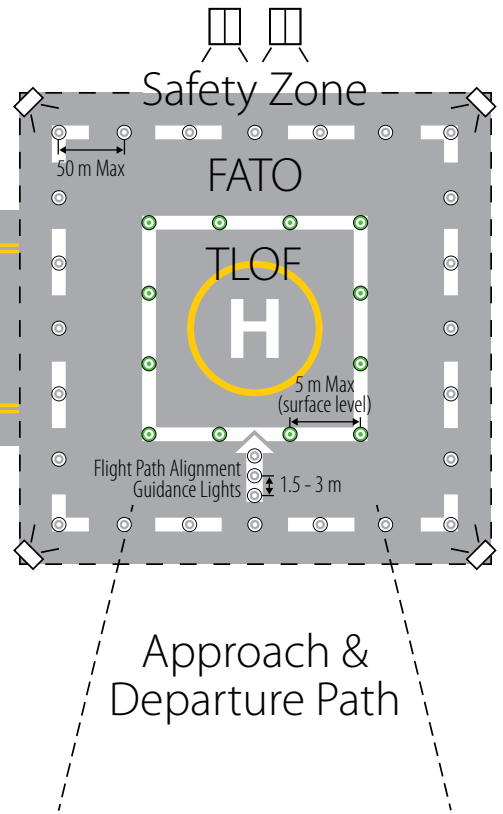 Safety Zone
50 m Max
FATO
TLOF
H
5 m Max
(surface level)
Flight Path Alignment
Guidance Lights
1.5 - 3 m
Approach &
Departure Path